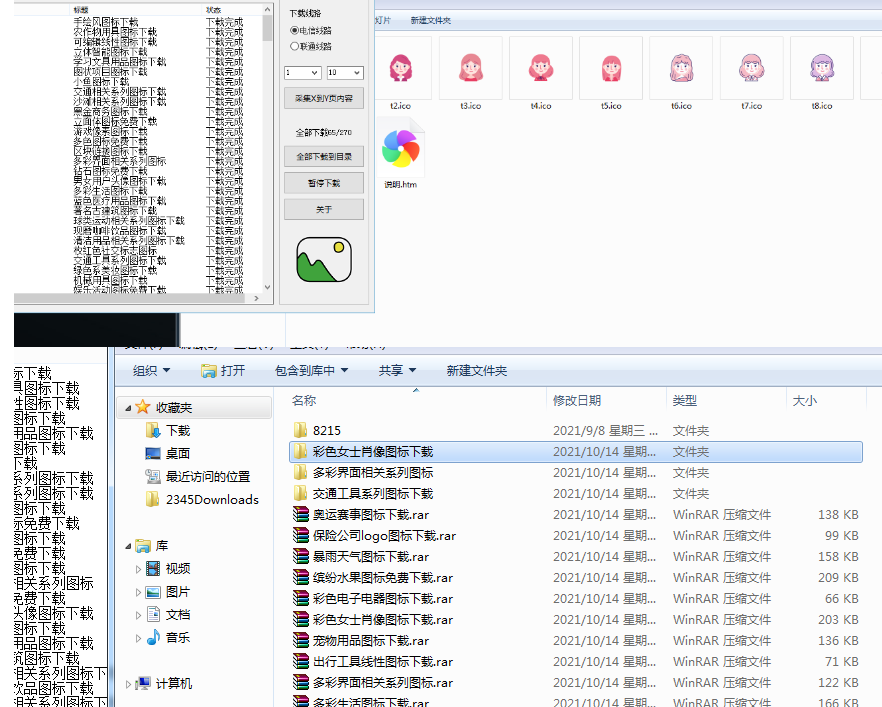 标题 状态
手绘风图标下载 下载完成
农作物用具图标下载 下载完成
可编辑线性图标下载 下载完成
立体智能图标下载 下载完成
学习文具用品图标下载 下载完成
图状项目图标下载 下载完成
小鱼图标下载 下载完成
交通相关系列图标下载 下载完成
沙滩相关系列图标下载 下载完成
黑金商务图标下载 下载完成
立面体图标免费下载 下载完成
游戏像素图标下载 下载完成
多色图标免费下载 下载完成
区块链接图标下载 下载完成
多彩界面相关系列图标 下载完成
钻石图标免费下载 下载完成
男女用户头像图标下载 下载完成
多彩生活图标下载 下载完成
蓝色医疗用品图标下载 下载完成
著名古建筑图标下载 下载完成
球类运动相关系列图标下载 下载完成
现磨咖啡饮品图标下载 下载完成
清洁用品相关系列图标下载 下载完成
玫红色社交标志图标 下载完成
交通工具系列图标下载 下载完成
绿色系美妆图标下载 下载完成
机械用具图标下载 下载完成
娱乐活动图标免费下载 下载完成
下载线路
电信线路
联通线路
1 10
采集X到Y页内容
全部下载65/270
全部下载到目录
暂停下载
关于
灯片 新建文件夹
t2.ico t3.ico t4.ico t5.ico t6.ico t7.ico t8.ico
说明.htm
标下载
具图标下载
性图标下载
图标下载
用品图标下载
图标下载
下载
系列图标下载
系列图标下载
图标下载
标免费下载
图标下载
免费下载
图标下载
相关系列图标
免费下载
头像图标下载
图标下载
用品图标下载
筑图标下载
相关系列图标下
饮品图标下载
相关系列图标下
组织 打开 包含到库中 共享 新建文件夹
收藏夹
下载
桌面
最近访问的位置
2345Downloads
库
视频
图片
文档
音乐
计算机
名称 修改日期 类型 大小
8215 2021/9/8 星期三 ... 文件夹
彩色女士肖像图标下载 2021/10/14 星期... 文件夹
多彩界面相关系列图标 2021/10/14 星期... 文件夹
交通工具系列图标下载 2021/10/14 星期... 文件夹
奥运赛事图标下载.rar 2021/10/14 星期... WinRAR 压缩文件 138 KB
保险公司logo图标下载.rar 2021/10/14 星期... WinRAR 压缩文件 99 KB
暴雨天气图标下载.rar 2021/10/14 星期... WinRAR 压缩文件 158 KB
缤纷水果图标免费下载.rar 2021/10/14 星期... WinRAR 压缩文件 209 KB
彩色电子电器图标下载.rar 2021/10/14 星期... WinRAR 压缩文件 66 KB
彩色女士肖像图标下载.rar 2021/10/14 星期... WinRAR 压缩文件 203 KB
宠物用品图标下载.rar 2021/10/14 星期... WinRAR 压缩文件 136 KB
出行工具线性图标下载.rar 2021/10/14 星期... WinRAR 压缩文件 71 KB
多彩界面相关系列图标.rar 2021/10/14 星期... WinRAR 压缩文件 122 KB
多彩生活图标下载.rar 2021/10/14 星期... WinRAR 压缩文件 166 KB